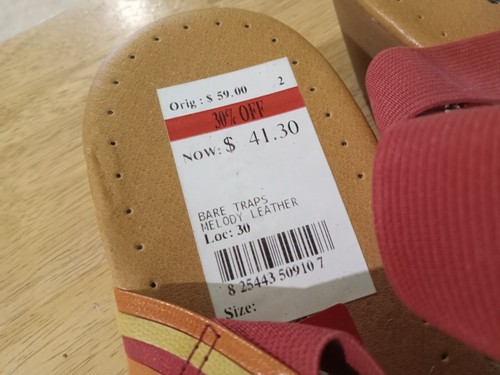 Orig : $ 59.00 2
30% OFF
NOW: $ 41.30
BARE TRAPS
MELODY LEATHER
Loc: 30
8 25443 50910 7
Size: